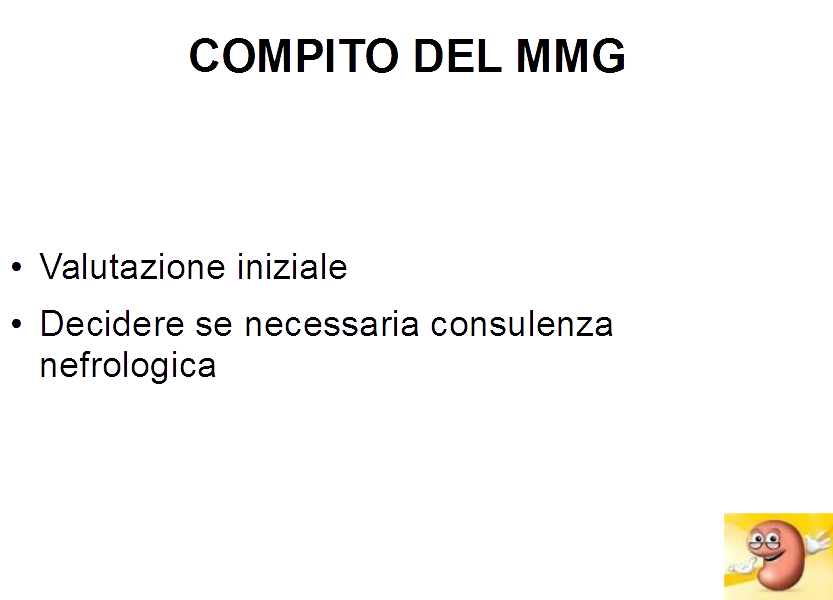 COMPITO DEL MMG
• Valutazione iniziale
• Decidere se necessaria consulenza
nefrologica